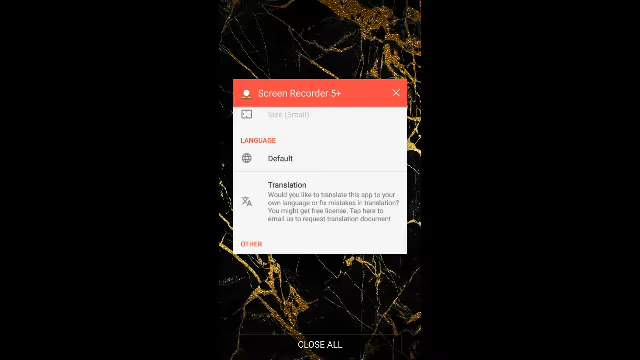 Screen Recorder 5+
Size (Small)
LANGUAGE
Default
Translation
Would you like to translate this app to your
own language or fix mistakes in translation?
You might get free license. Tap here to
email us to request translation document
OTHER
CLOSE ALL